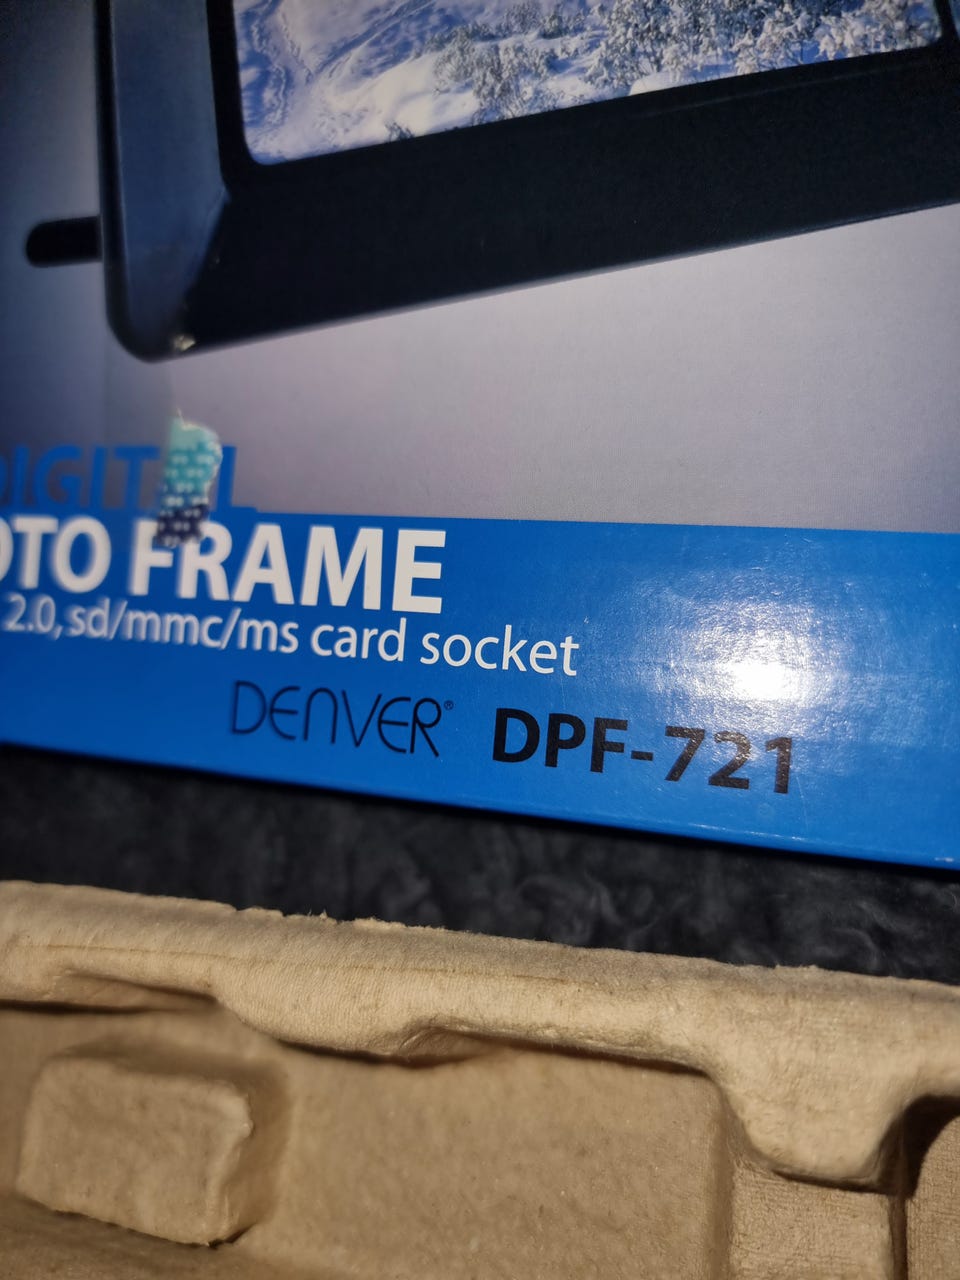 DIGITAL
OTO FRAME
2.0, sd/mmc/ms card socket
DENVER® DPF-721